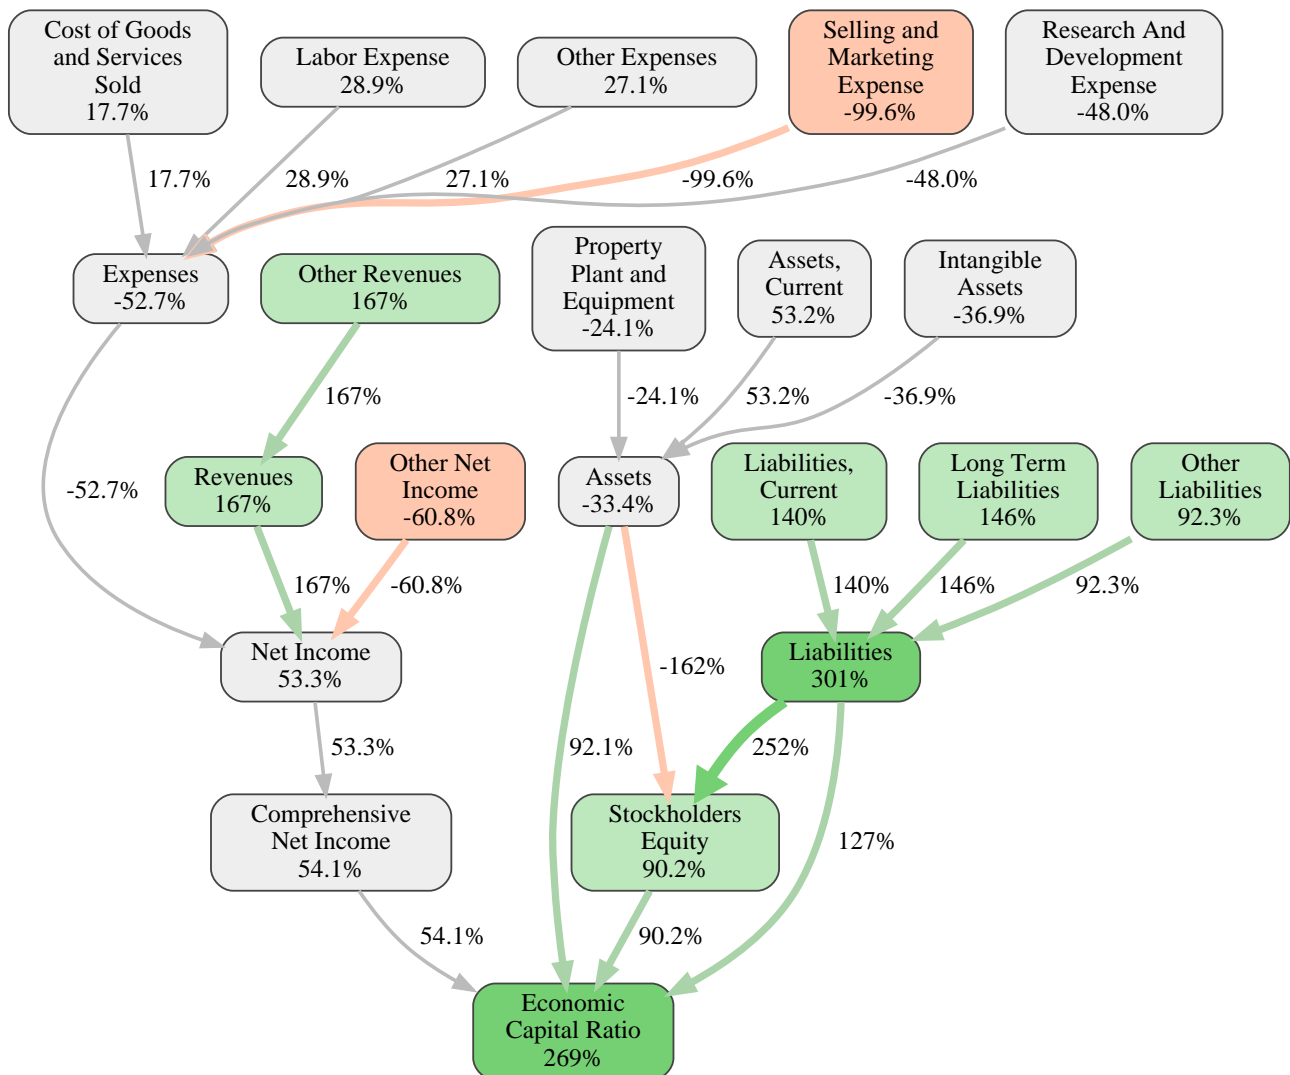 Cost of Goods
and Services
Sold
17.7%
Labor Expense
28.9%
Other Expenses
27.1%
Selling and
Marketing
Expense
-99.6%
Research And
Development
Expense
-48.0%
17.7%
28.9%
27.1%
-99.6%
-48.0%
Expenses
-52.7%
Other Revenues
167%
Property
Plant and
Equipment
-24.1%
Assets,
Current
53.2%
Intangible
Assets
-36.9%
167%
-24.1%
53.2%
-36.9%
-52.7%
Revenues
167%
Other Net
Income
-60.8%
Assets
-33.4%
Liabilities,
Current
140%
Long Term
Liabilities
146%
Other
Liabilities
92.3%
167%
-60.8%
140%
146%
92.3%
Net Income
53.3%
-162%
Liabilities
301%
53.3%
92.1%
252%
Comprehensive
Net Income
54.1%
Stockholders
Equity
90.2%
127%
54.1%
90.2%
Economic
Capital Ratio
269%